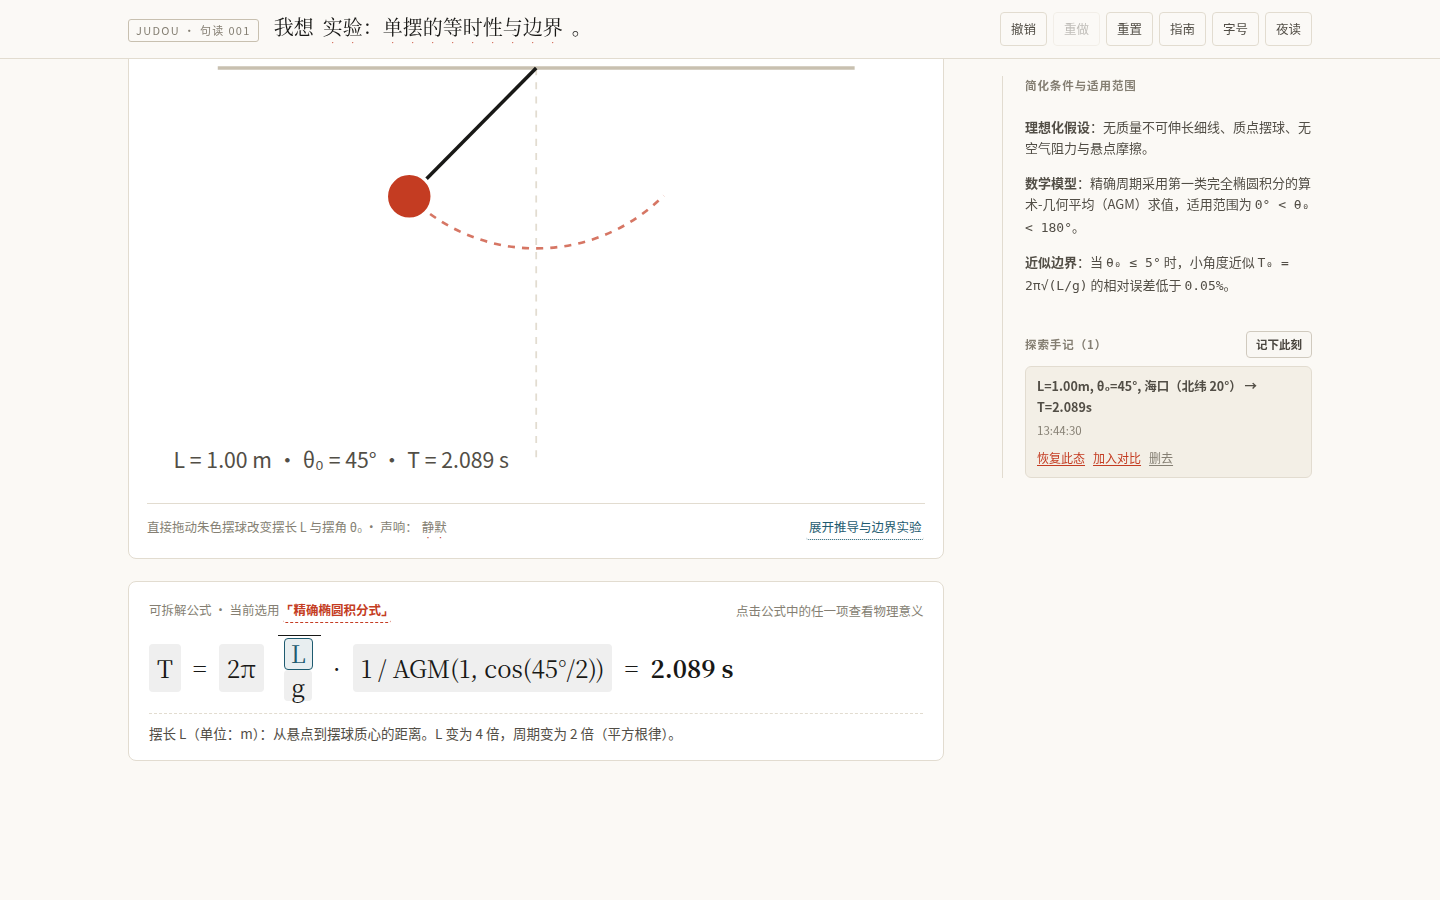 JUDOU · 句读 001
我想 实验：单摆的等时性与边界 。
撤销 重做 重置 指南 字号 夜读
L = 1.00 m · θ₀ = 45° · T = 2.089 s
直接拖动朱色摆球改变摆长 L 与摆角 θ₀。· 声响： 静默
展开推导与边界实验
可拆解公式 · 当前选用「精确椭圆积分式」
点击公式中的任一项查看物理意义
T = 2π √(L/g) · 1 / AGM(1, cos(45°/2)) = 2.089 s
摆长 L（单位：m）：从悬点到摆球质心的距离。L 变为 4 倍，周期变为 2 倍（平方根律）。
简化条件与适用范围
理想化假设：无质量不可伸长细线、质点摆球、无
空气阻力与悬点摩擦。
数学模型：精确周期采用第一类完全椭圆积分的算
术-几何平均（AGM）求值，适用范围为 0° < θ₀
< 180°。
近似边界：当 θ₀ ≤ 5° 时，小角度近似 T₀ =
2π√(L/g) 的相对误差低于 0.05%。
探索手记（1）
记下此刻
L=1.00m, θ₀=45°, 海口（北纬 20°） →
T=2.089s
13:44:30
恢复此态 加入对比 删去